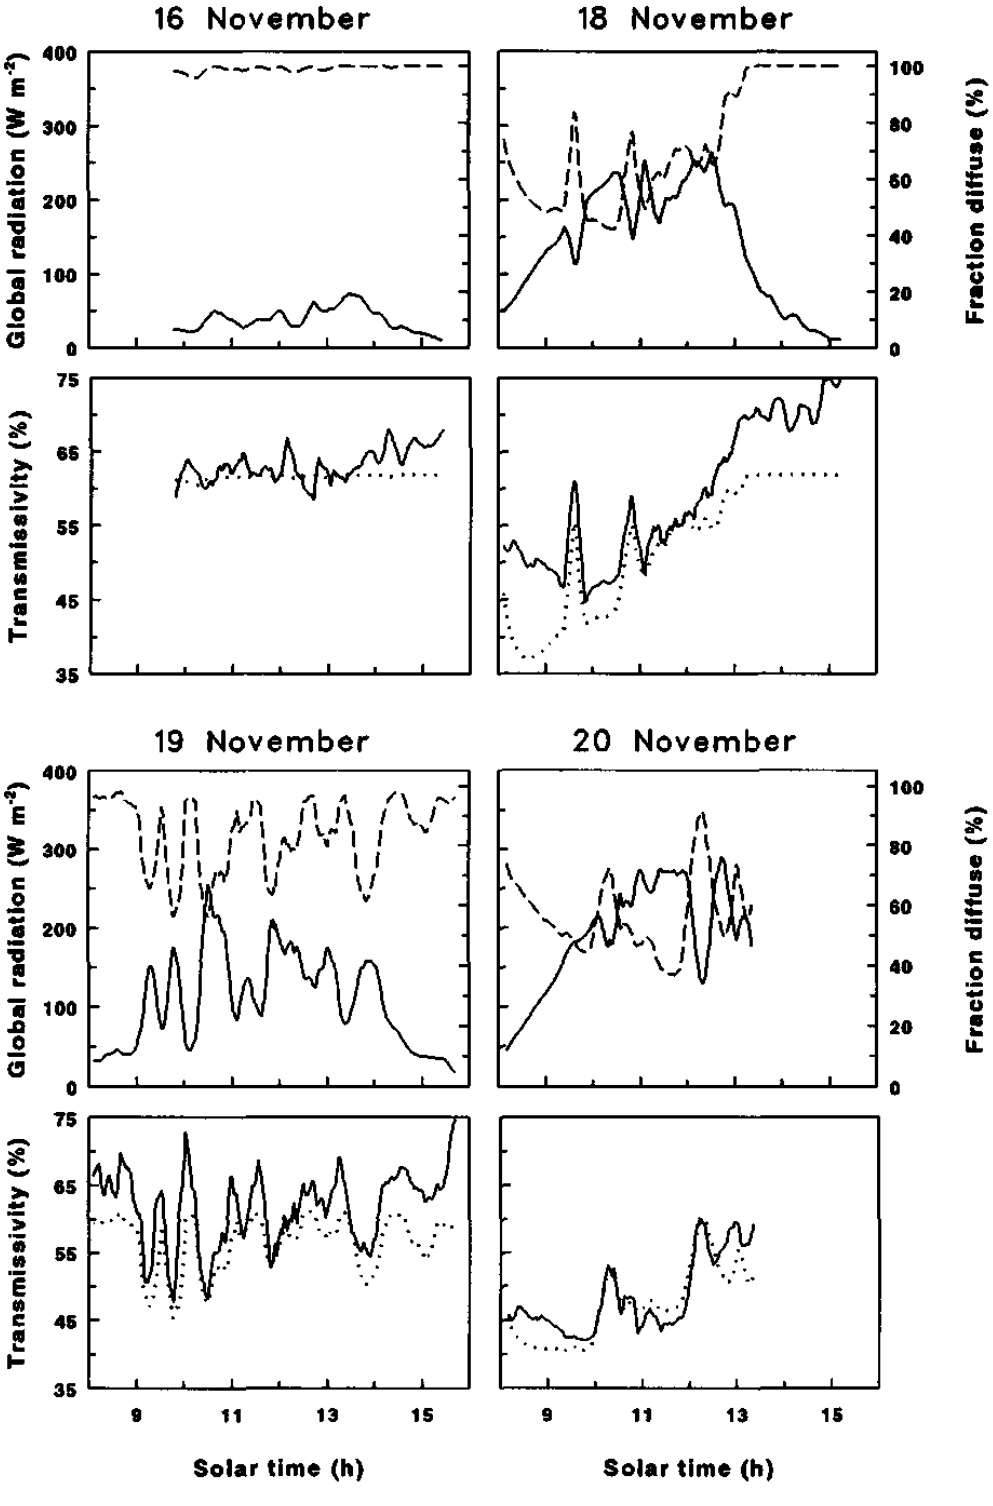 16 November
18 November
400
300
200
100
0
Global radiation (W m⁻²)
100
80
60
40
20
0
Fraction diffuse (%)
75
65
55
45
35
Transmissivity (%)
19 November
20 November
400
300
200
100
0
Global radiation (W m⁻²)
100
80
60
40
20
0
Fraction diffuse (%)
75
65
55
45
35
Transmissivity (%)
9 11 13 15
9 11 13 15
Solar time (h)
Solar time (h)